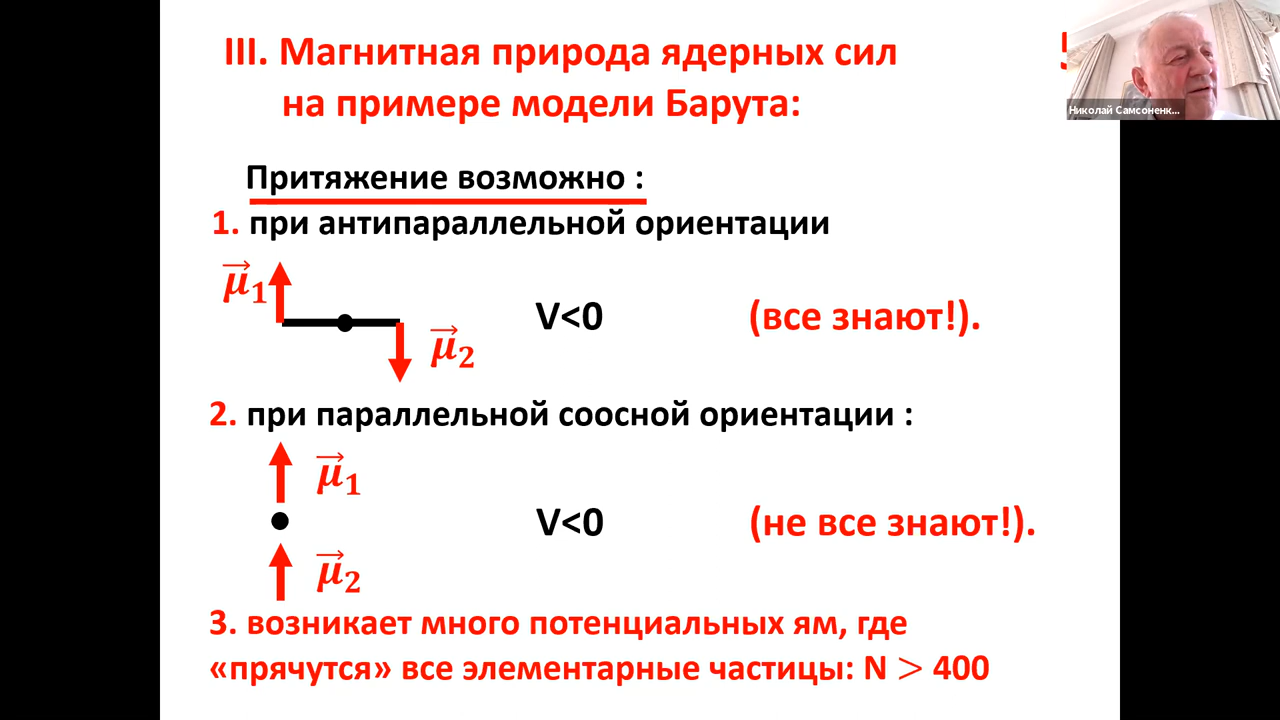 III. Магнитная природа ядерных сил
на примере модели Барута:
Николай Самсоненк...
Притяжение возможно :
1. при антипараллельной ориентации
μ⃗₁
V<0 (все знают!).
μ⃗₂
2. при параллельной соосной ориентации :
μ⃗₁
V<0 (не все знают!).
μ⃗₂
3. возникает много потенциальных ям, где
«прячутся» все элементарные частицы: N > 400